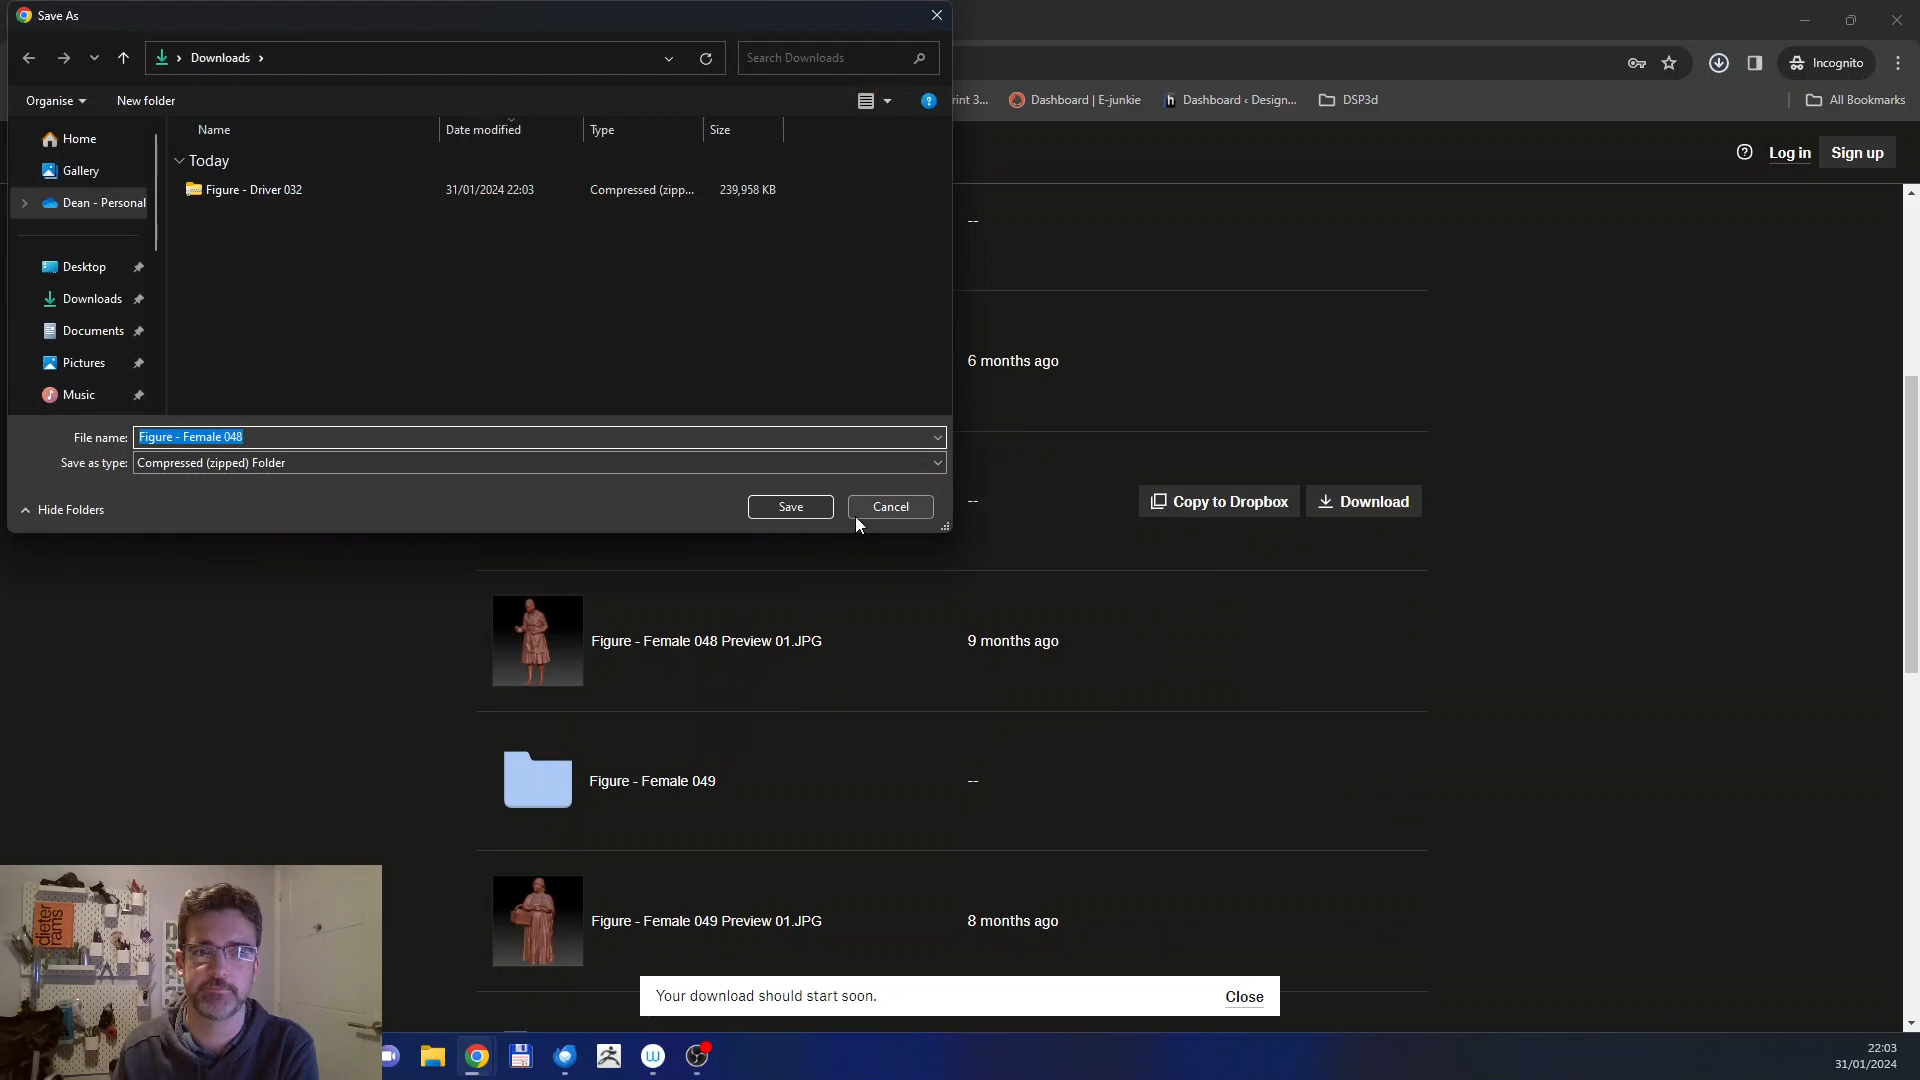 Save As
Downloads
Search Downloads
Incognito
Organise
New folder
rint 3...
Dashboard | E-junkie
h
Dashboard ‹ Design...
DSP3d
All Bookmarks
Name
Date modified
Type
Size
Home
Today
Log in
Sign up
Gallery
Figure - Driver 032
31/01/2024 22:03
Compressed (zipp...
239,958 KB
Dean - Personal
--
Desktop
Downloads
Documents
Pictures
6 months ago
Music
File name:
Figure - Female 048
Save as type:
Compressed (zipped) Folder
Hide Folders
Save
Cancel
--
Copy to Dropbox
Download
Figure - Female 048 Preview 01.JPG
9 months ago
Figure - Female 049
--
Figure - Female 049 Preview 01.JPG
8 months ago
dieter
rams
Your download should start soon.
Close
22:03
31/01/2024